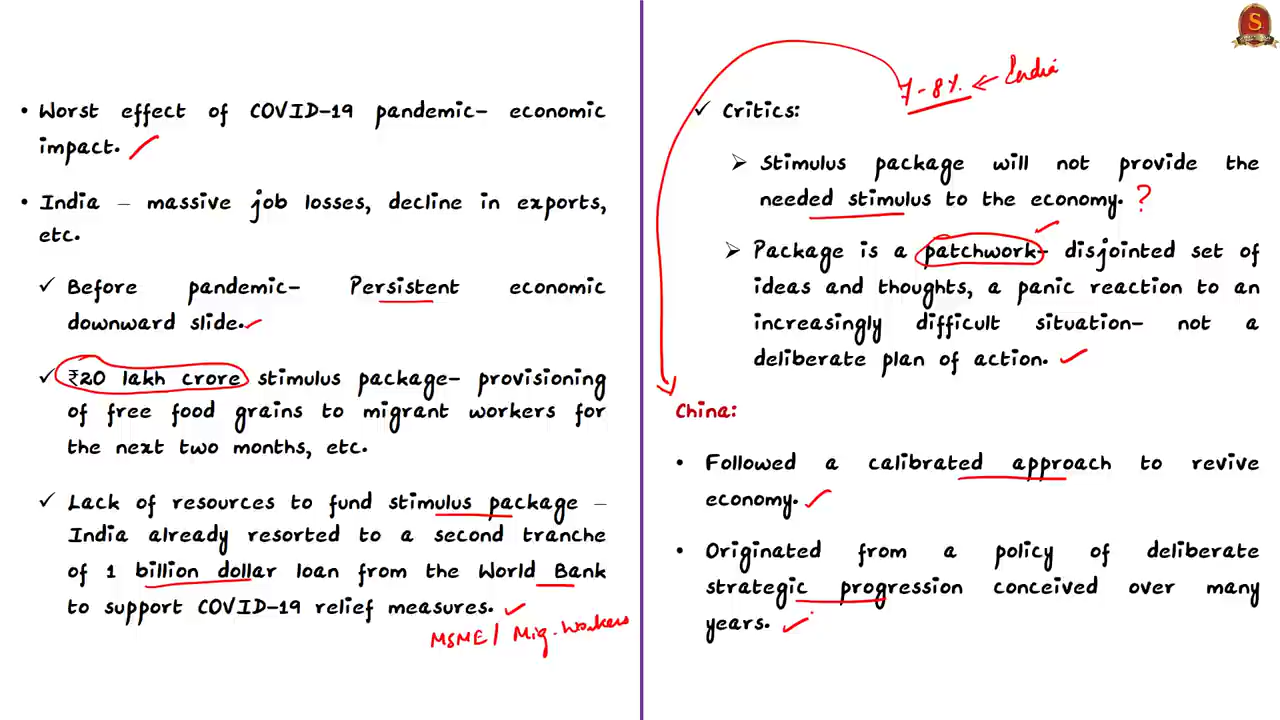 • Worst effect of COVID-19 pandemic- economic
impact.
• India – massive job losses, decline in exports,
etc.
✓ Before pandemic- Persistent economic
downward slide.
✓ ₹20 lakh crore stimulus package- provisioning
of free food grains to migrant workers for
the next two months, etc.
✓ Lack of resources to fund stimulus package –
India already resorted to a second tranche
of 1 billion dollar loan from the World Bank
to support COVID-19 relief measures.
MSME / Mig. Workers
7-8% ⇐ India
✓ Critics:
➢ Stimulus package will not provide the
needed stimulus to the economy. ?
➢ Package is a patchwork- disjointed set of
ideas and thoughts, a panic reaction to an
increasingly difficult situation- not a
deliberate plan of action.
China:
• Followed a calibrated approach to revive
economy.
• Originated from a policy of deliberate
strategic progression conceived over many
years.
S